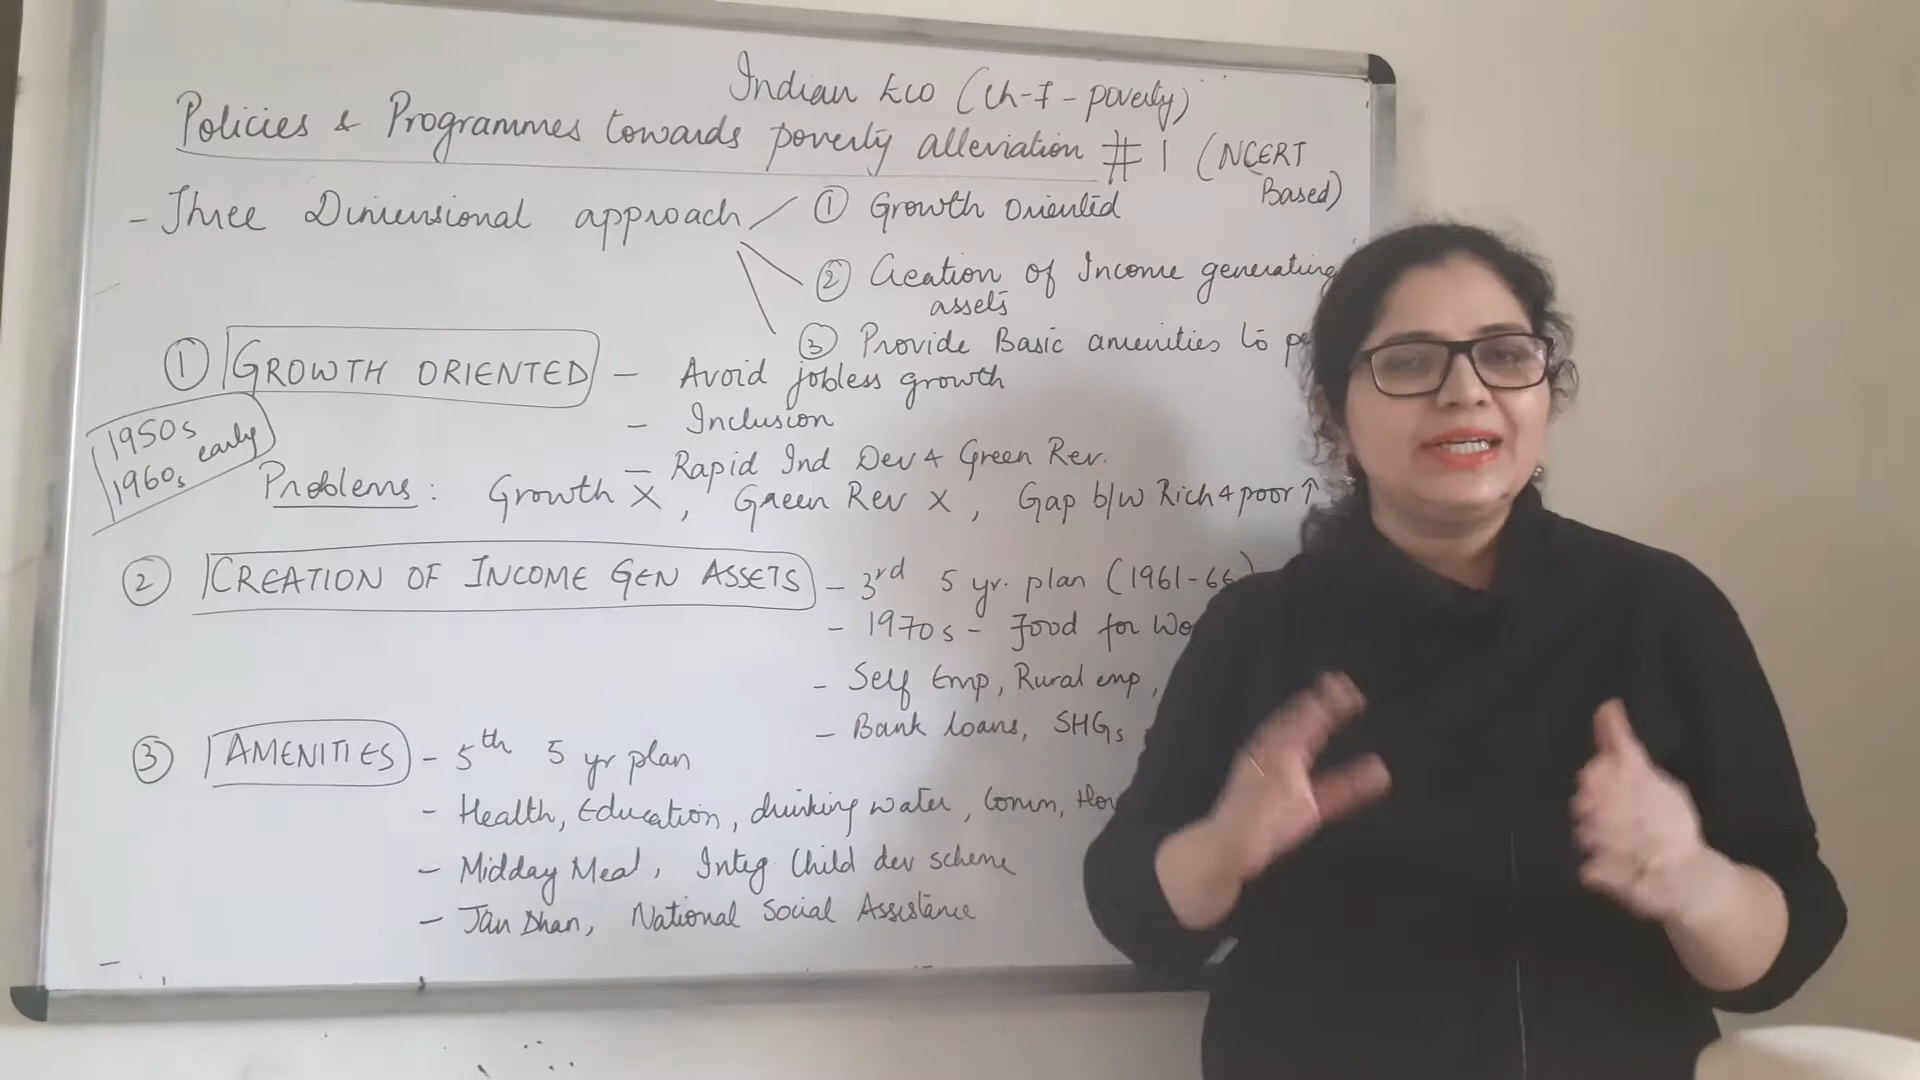 Indian Eco (Ch-I - poverty)
Policies & Programmes towards poverty alleviation # 1 (NCERT
Based)
- Three Dimensional approach ① Growth Oriented
② Creation of Income generating
assets
③ Provide Basic amenities to
① GROWTH ORIENTED - Avoid jobless growth
- Inclusion
1950s
1960s early
- Rapid Ind Dev & Green Rev.
Problems : Growth X, Green Rev X, Gap b/w Rich & poor ↑
② CREATION OF INCOME GEN ASSETS - 3rd 5 yr. plan (1961-66)
- 1970s - Food for
- Self Emp, Rural emp,
- Bank loans, SHGs
③ AMENITIES - 5th 5 yr plan
- Health, Education, drinking water, Comm,
- Midday Meal, Integ Child dev scheme
- Jan Dhan, National Social Assistance